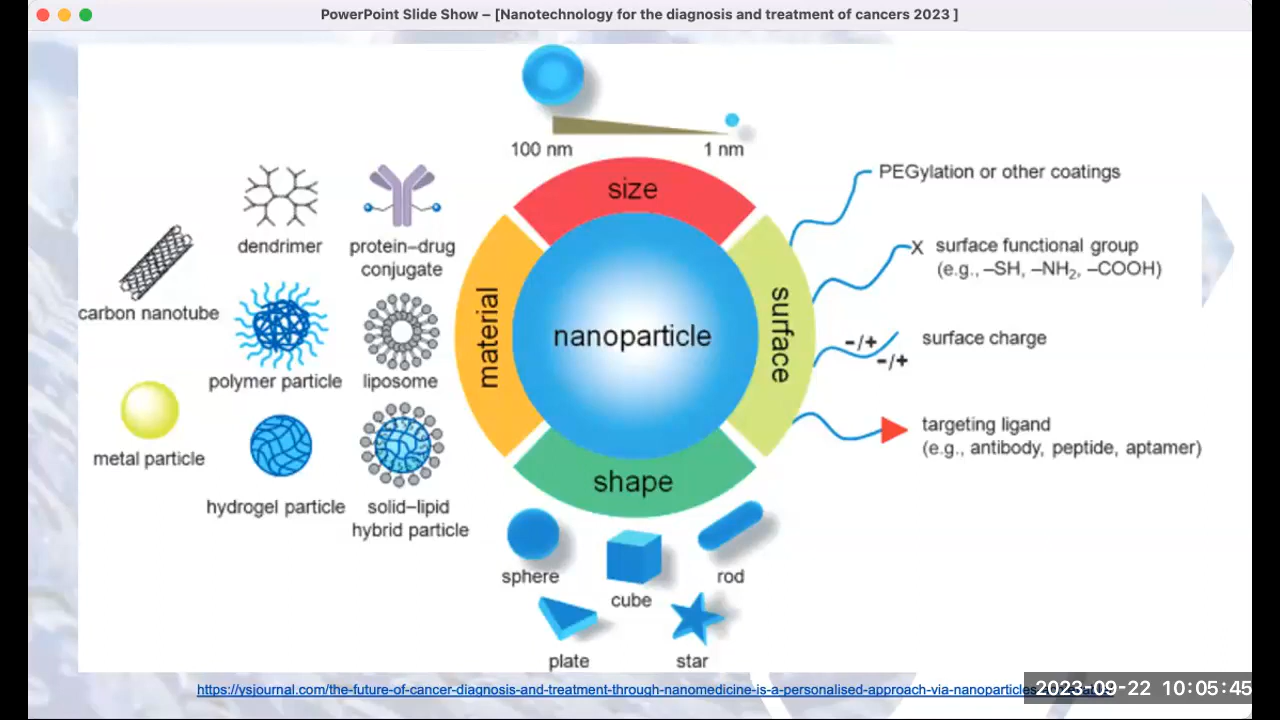 PowerPoint Slide Show – [Nanotechnology for the diagnosis and treatment of cancers 2023 ]
100 nm
1 nm
size
nanoparticle
material
surface
shape
dendrimer
protein–drug
conjugate
carbon nanotube
polymer particle
liposome
metal particle
hydrogel particle
solid–lipid
hybrid particle
PEGylation or other coatings
X
surface functional group
(e.g., –SH, –NH₂, –COOH)
–/+
–/+
surface charge
targeting ligand
(e.g., antibody, peptide, aptamer)
sphere
cube
rod
plate
star
https://ysjournal.com/the-future-of-cancer-diagnosis-and-treatment-through-nanomedicine-is-a-personalised-approach-via-nanoparticles
2023-09-22 10:05:45